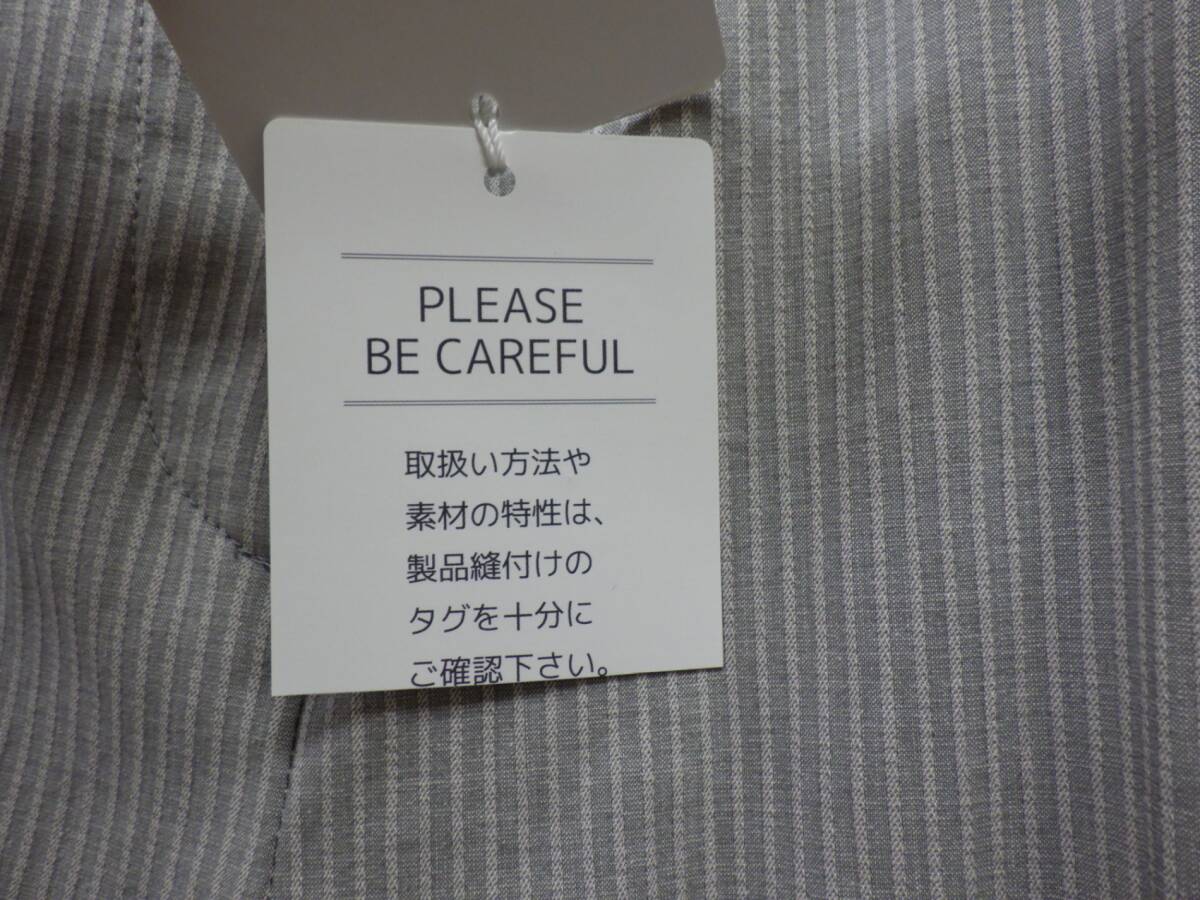 PLEASE
BE CAREFUL
取扱い方法や
素材の特性は、
製品縫付けの
タグを十分に
ご確認下さい。